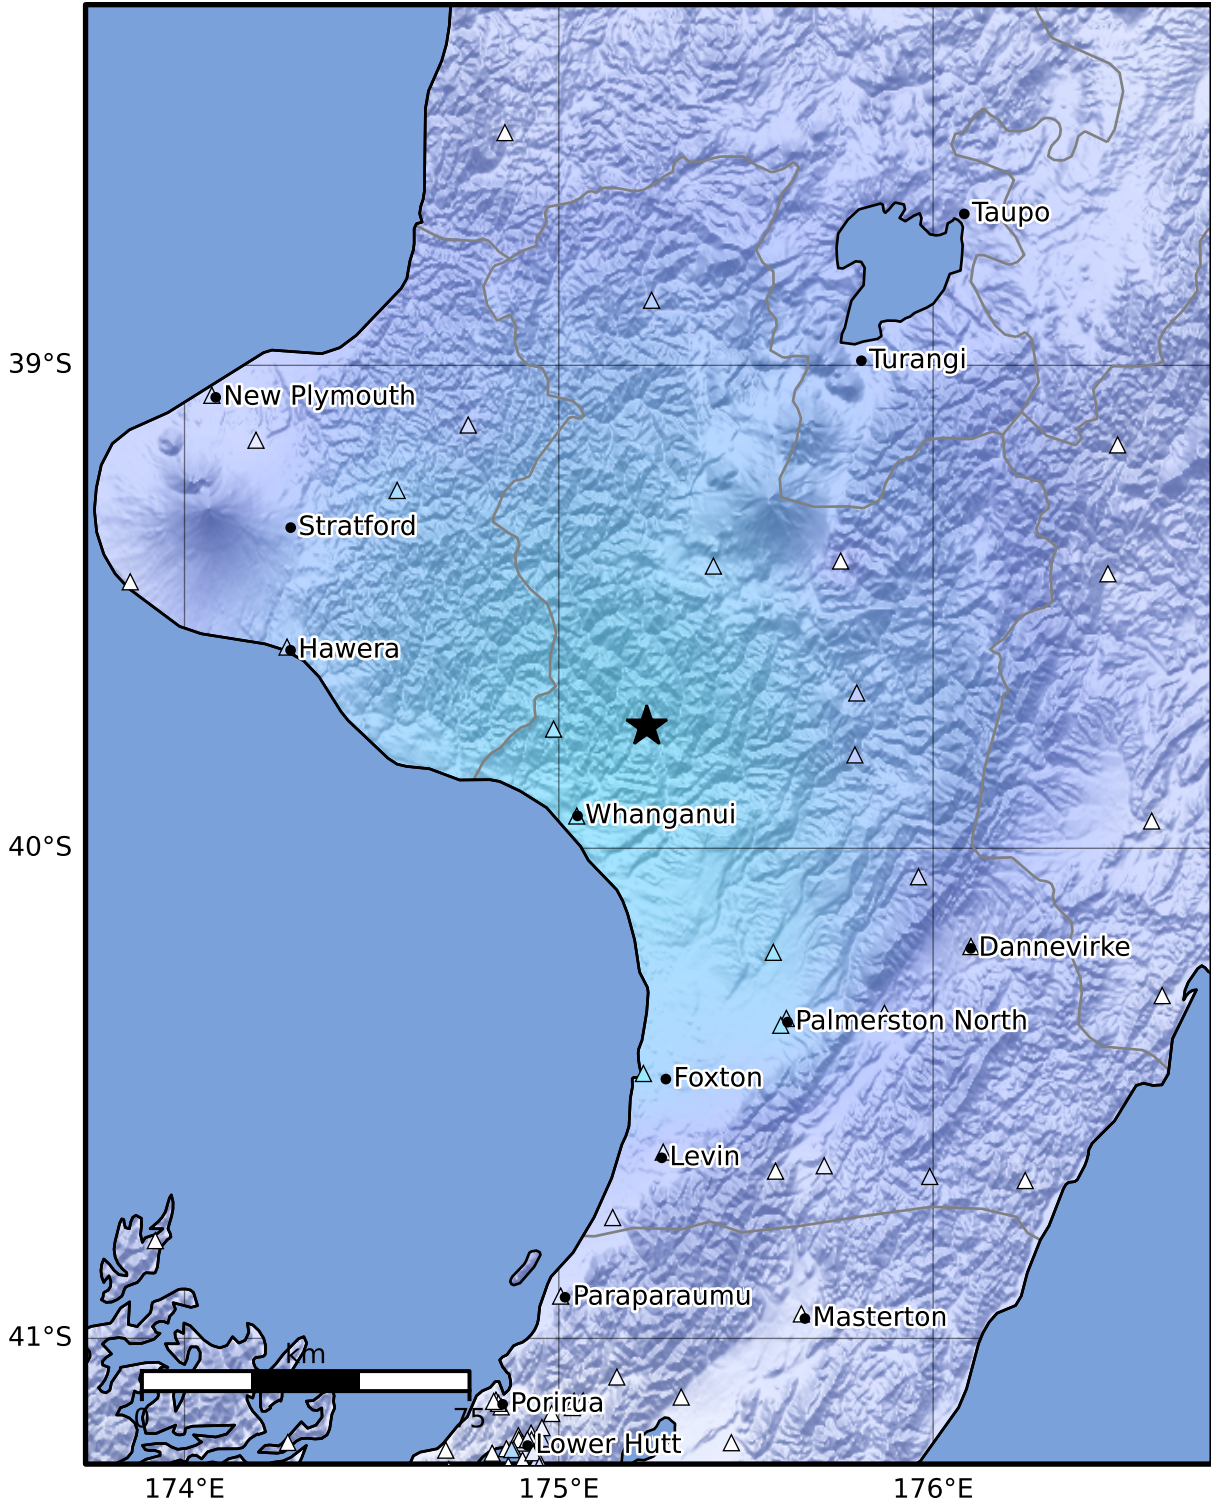 Taupo
39°S
Turangi
New Plymouth
Stratford
Hawera
Whanganui
40°S
Dannevirke
Palmerston North
Foxton
Levin
Paraparaumu
Masterton
41°S
km
0
75
Porirua
Lower Hutt
174°E
175°E
176°E